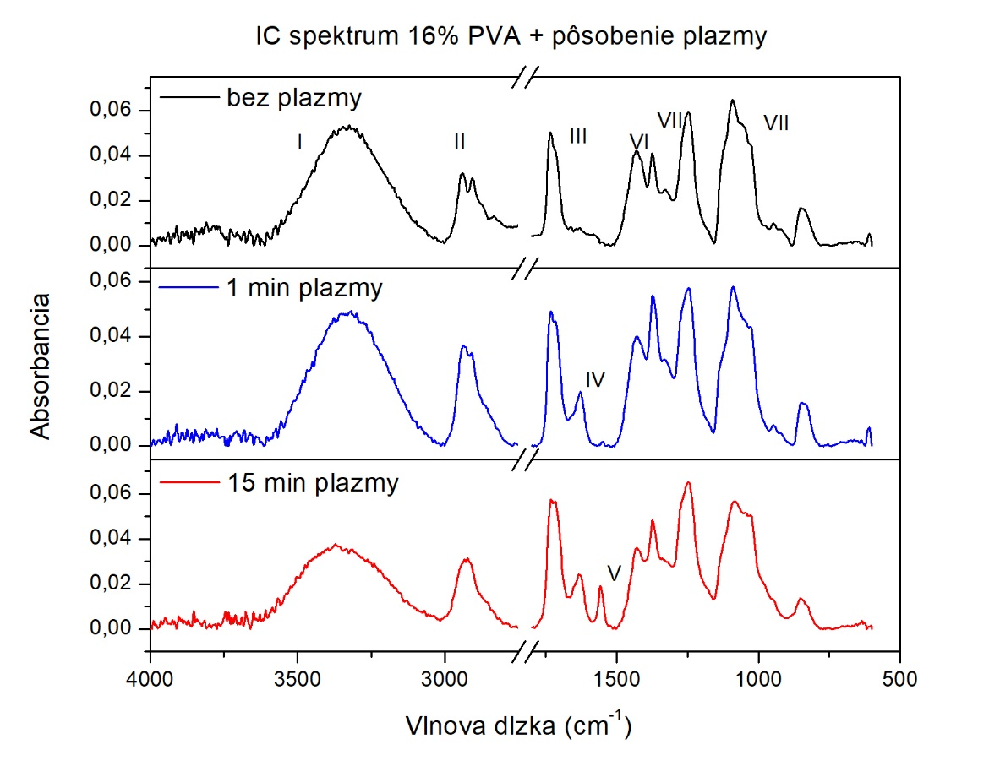 IC spektrum 16% PVA + pôsobenie plazmy
bez plazmy
0,06
0,04
0,02
0,00
I
II
III
VI
VII
VII
1 min plazmy
0,06
0,04
0,02
0,00
IV
15 min plazmy
0,06
0,04
0,02
0,00
V
Absorbancia
4000
3500
3000
1500
1000
500
Vlnova dlzka (cm⁻¹)